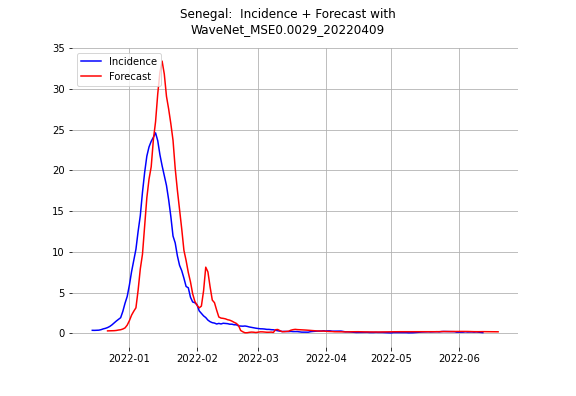 Senegal:  Incidence + Forecast with
WaveNet_MSE0.0029_20220409
Incidence
Forecast
35
30
25
20
15
10
5
0
2022-01 2022-02 2022-03 2022-04 2022-05 2022-06